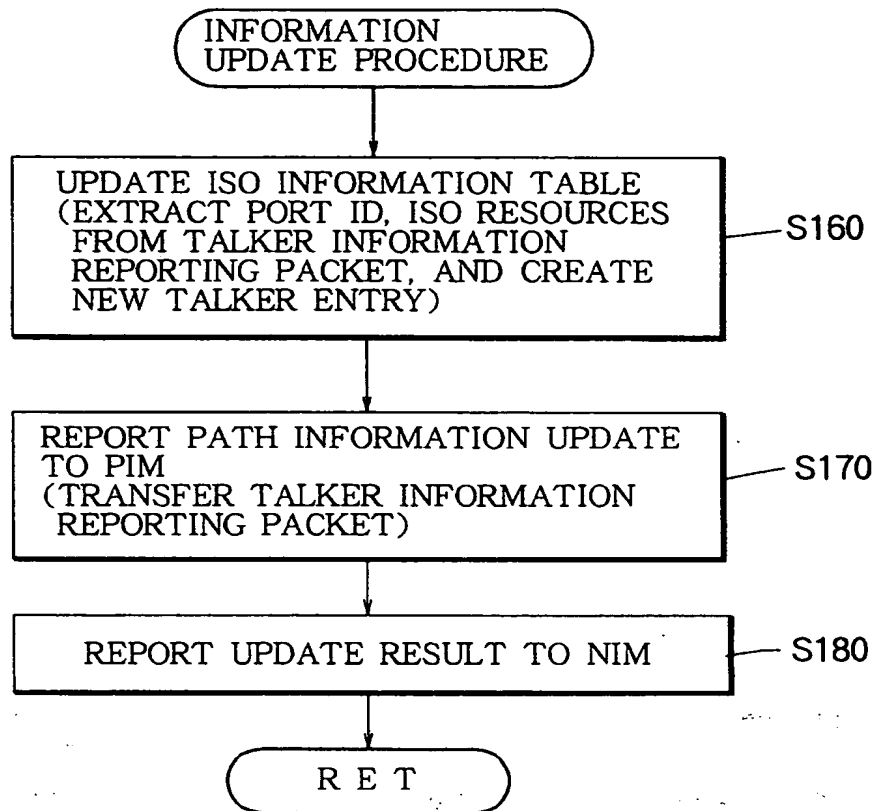 INFORMATION
UPDATE PROCEDURE
UPDATE ISO INFORMATION TABLE
(EXTRACT PORT ID, ISO RESOURCES
FROM TALKER INFORMATION
REPORTING PACKET, AND CREATE
NEW TALKER ENTRY)
S160
REPORT PATH INFORMATION UPDATE
TO PIM
(TRANSFER TALKER INFORMATION
REPORTING PACKET)
S170
REPORT UPDATE RESULT TO NIM
S180
R E T